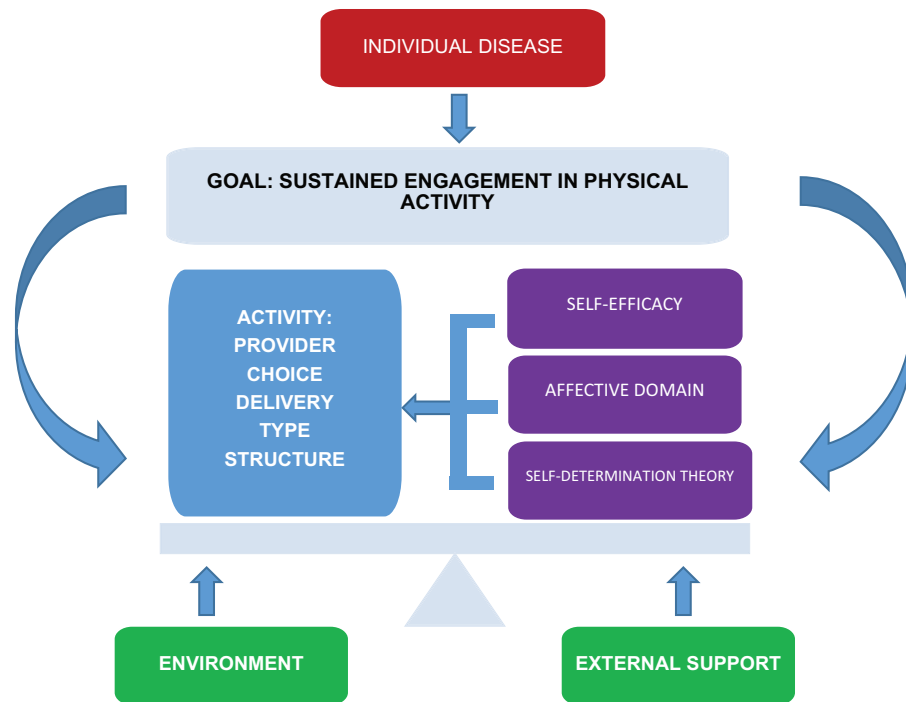 INDIVIDUAL DISEASE
GOAL: SUSTAINED ENGAGEMENT IN PHYSICAL
ACTIVITY
ACTIVITY:
PROVIDER
CHOICE
DELIVERY
TYPE
STRUCTURE
SELF-EFFICACY
AFFECTIVE DOMAIN
SELF-DETERMINATION THEORY
ENVIRONMENT
EXTERNAL SUPPORT